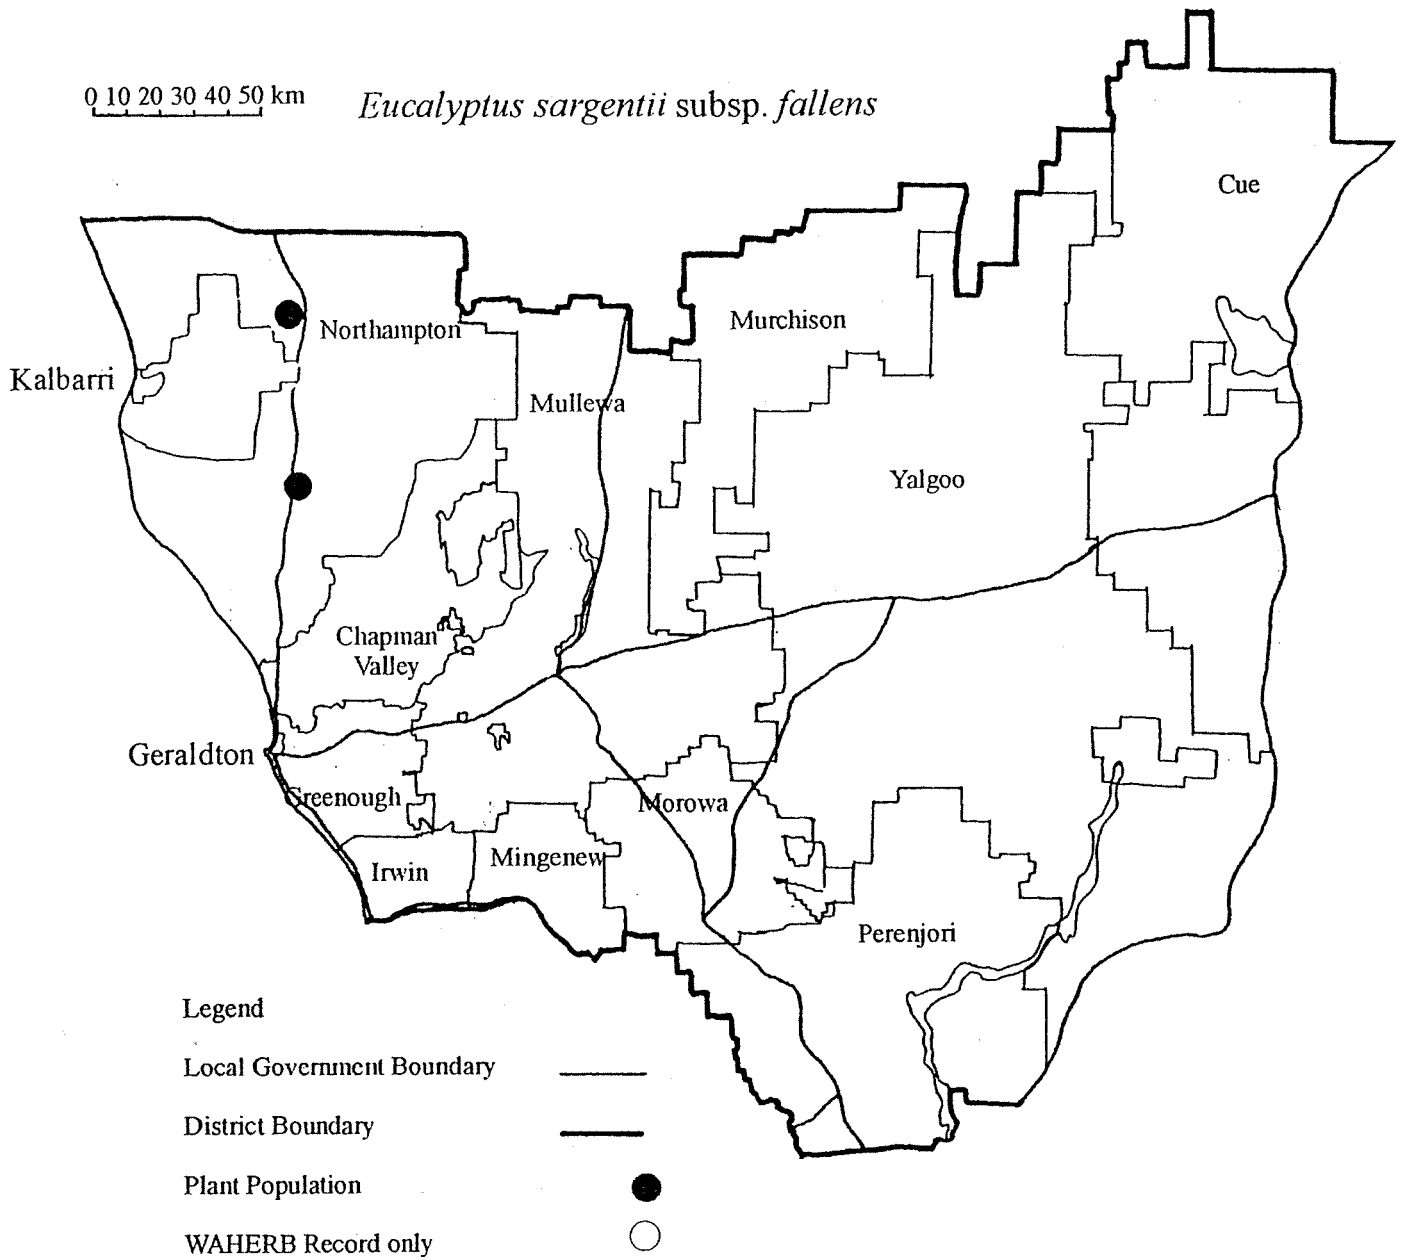 0 10 20 30 40 50 km
Eucalyptus sargentii subsp. fallens
Cue
Northampton
Murchison
Kalbarri
Mullewa
Yalgoo
Chapman
Valley
Geraldton
Greenough
Morowa
Irwin
Mingenew
Perenjori
Legend
Local Government Boundary
District Boundary
Plant Population
WAHERB Record only